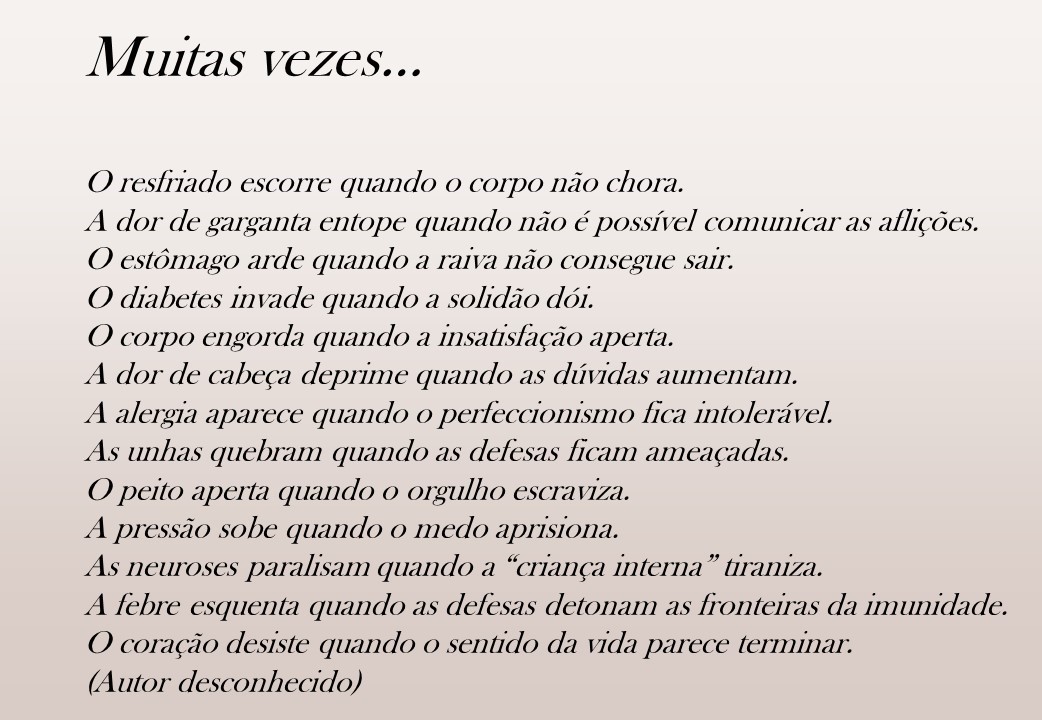 Muitas vezes...
O resfriado escorre quando o corpo não chora.
A dor de garganta entope quando não é possível comunicar as aflições.
O estômago arde quando a raiva não consegue sair.
O diabetes invade quando a solidão dói.
O corpo engorda quando a insatisfação aperta.
A dor de cabeça deprime quando as dúvidas aumentam.
A alergia aparece quando o perfeccionismo fica intolerável.
As unhas quebram quando as defesas ficam ameaçadas.
O peito aperta quando o orgulho escraviza.
A pressão sobe quando o medo aprisiona.
As neuroses paralisam quando a “criança interna” tiraniza.
A febre esquenta quando as defesas detonam as fronteiras da imunidade.
O coração desiste quando o sentido da vida parece terminar.
(Autor desconhecido)